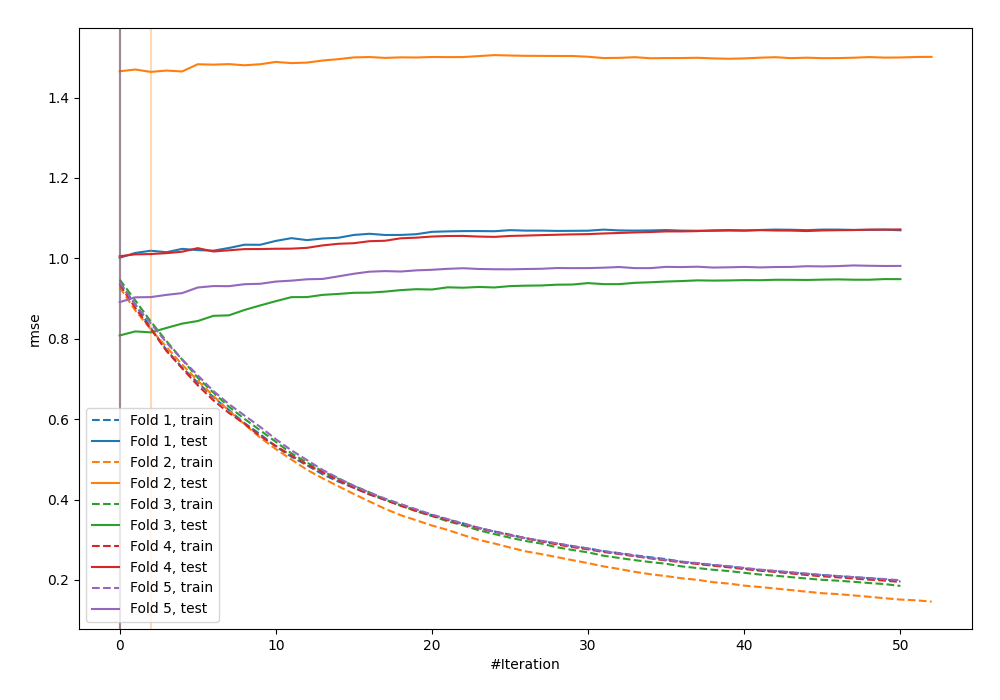 1.4
1.2
1.0
0.8
0.6
0.4
0.2
rmse
Fold 1, train
Fold 1, test
Fold 2, train
Fold 2, test
Fold 3, train
Fold 3, test
Fold 4, train
Fold 4, test
Fold 5, train
Fold 5, test
0 10 20 30 40 50
#Iteration